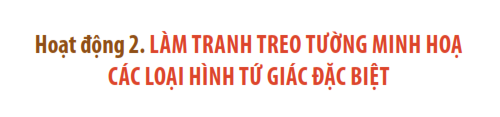 Hoạt động 2. LÀM TRANH TREO TƯỜNG MINH HOẠ
CÁC LOẠI HÌNH TỨ GIÁC ĐẶC BIỆT